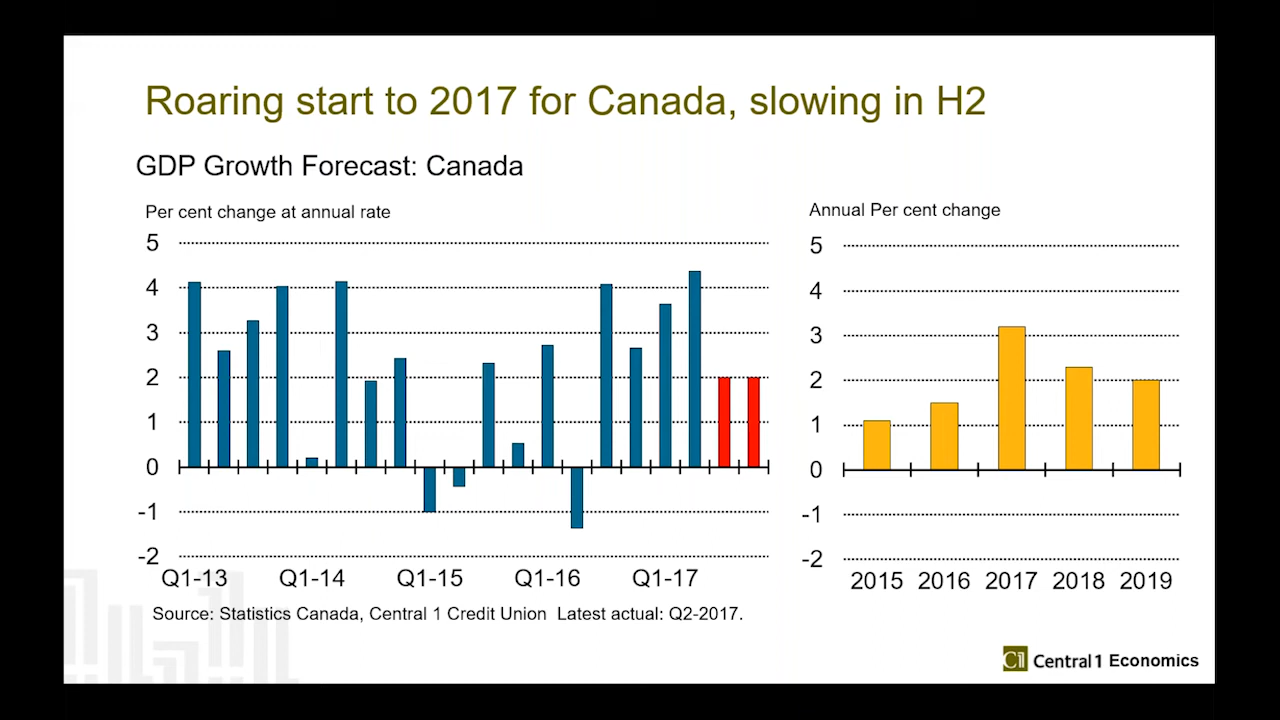 Roaring start to 2017 for Canada, slowing in H2
GDP Growth Forecast: Canada
Per cent change at annual rate
5
4
3
2
1
0
-1
-2
Q1-13 Q1-14 Q1-15 Q1-16 Q1-17
Annual Per cent change
5
4
3
2
1
0
-1
-2
2015 2016 2017 2018 2019
Source: Statistics Canada, Central 1 Credit Union Latest actual: Q2-2017.
C1 Central 1 Economics